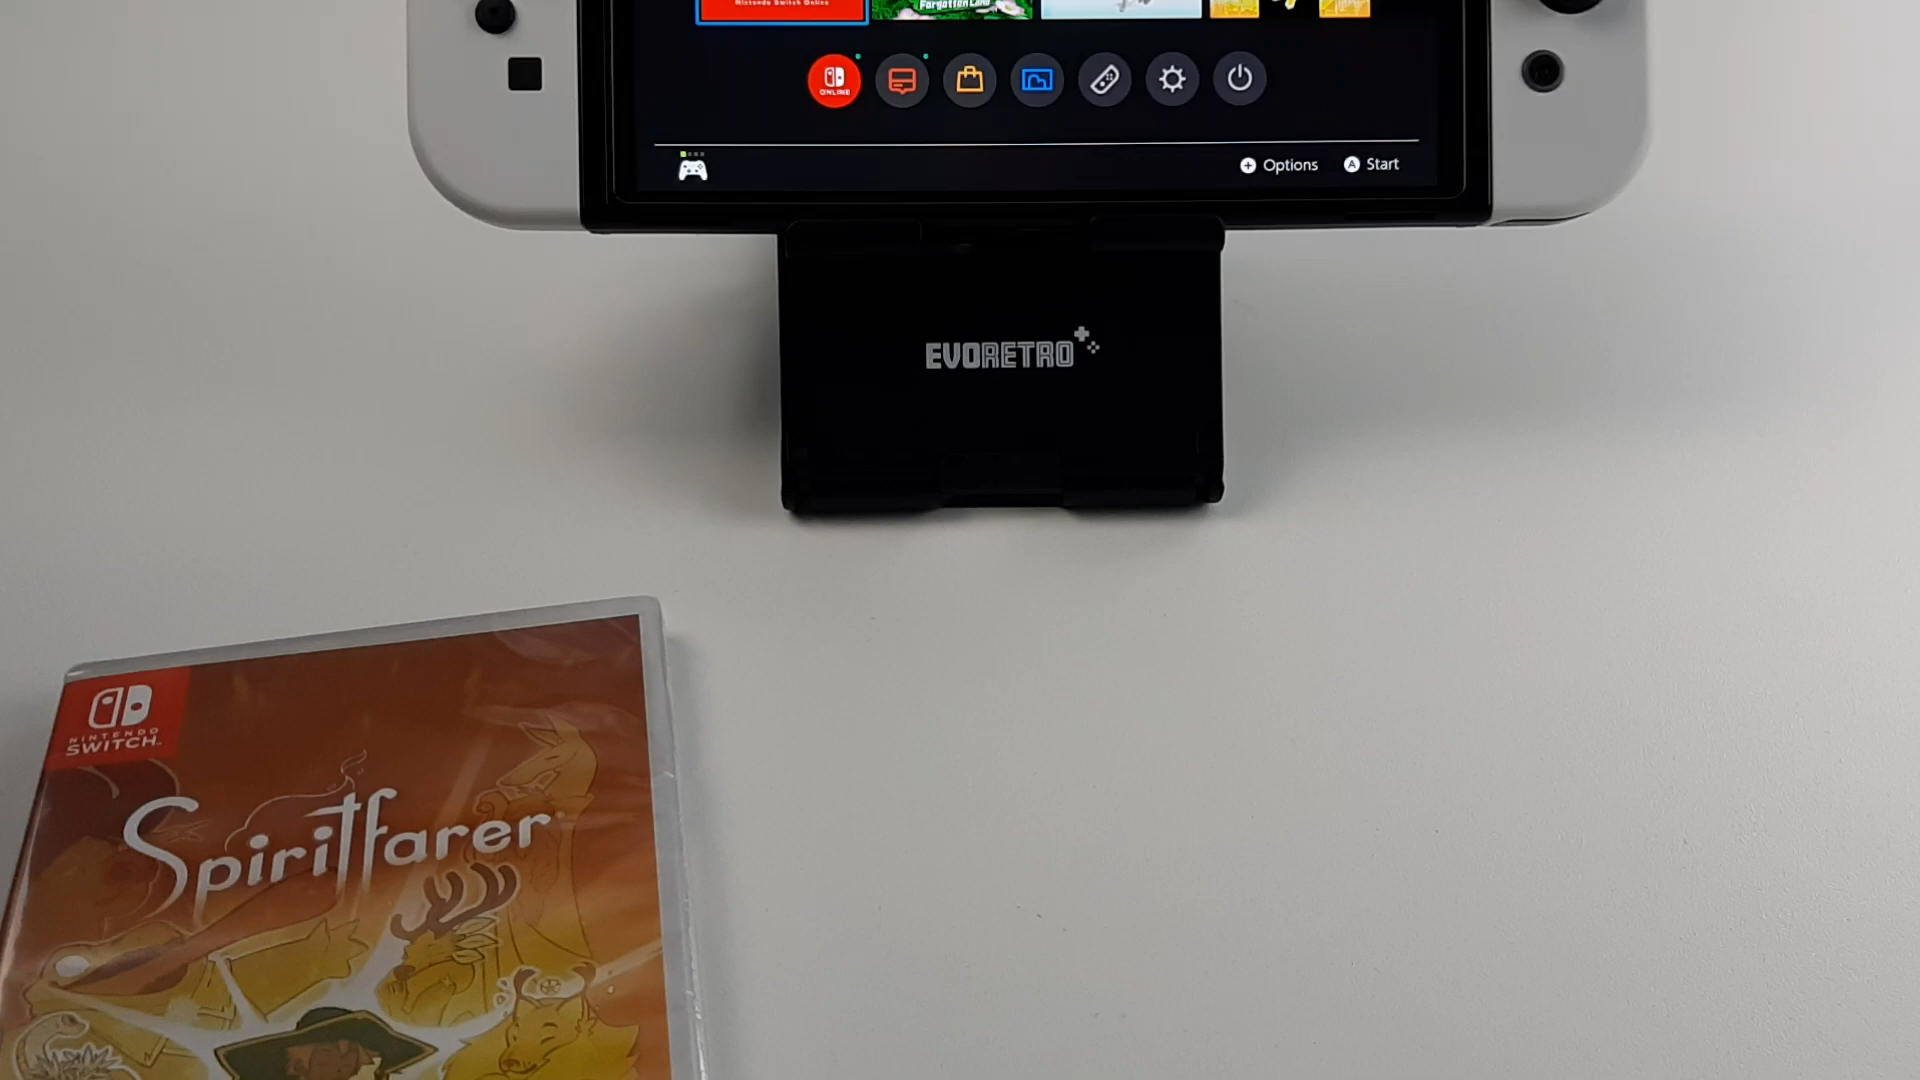 Nintendo Switch Online
Forgotten Land
ONLINE
Options
Start
EVORETRO
NINTENDO
SWITCH
Spiritfarer